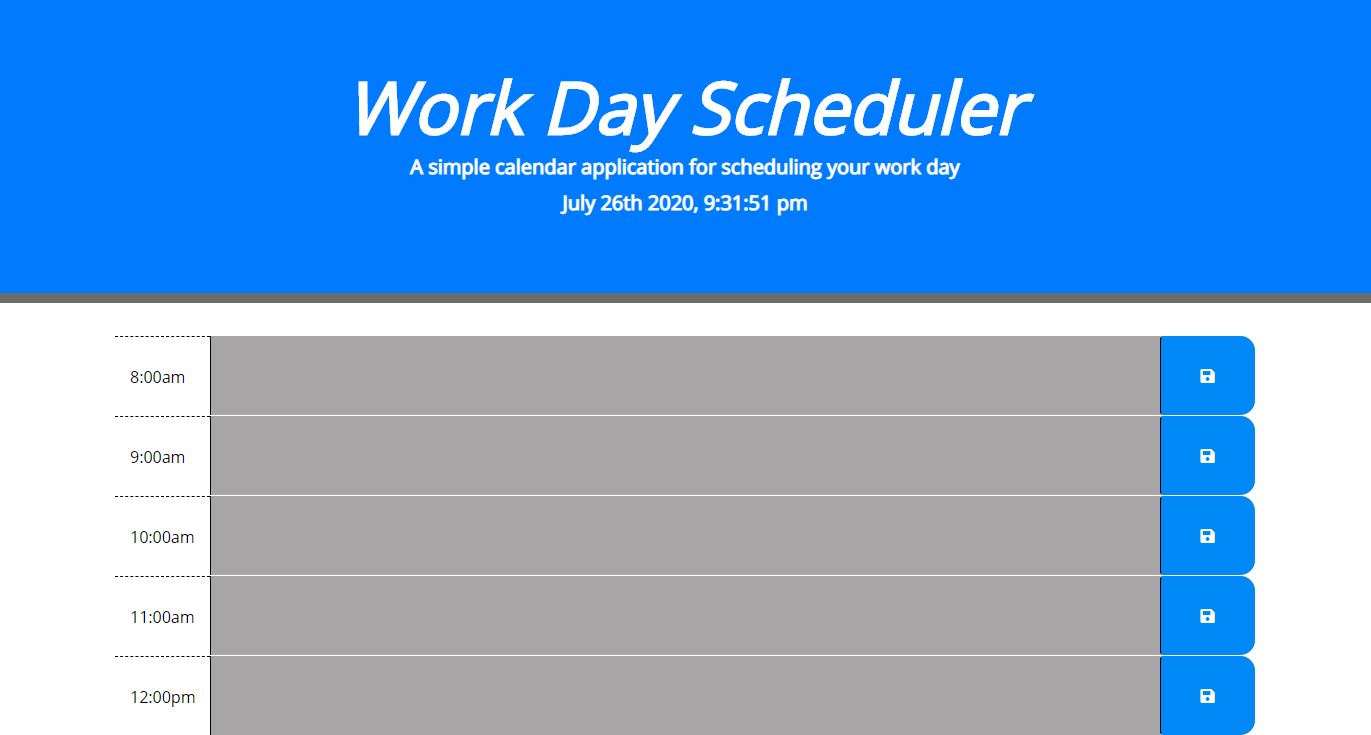 Work Day Scheduler
A simple calendar application for scheduling your work day
July 26th 2020, 9:31:51 pm
8:00am
9:00am
10:00am
11:00am
12:00pm